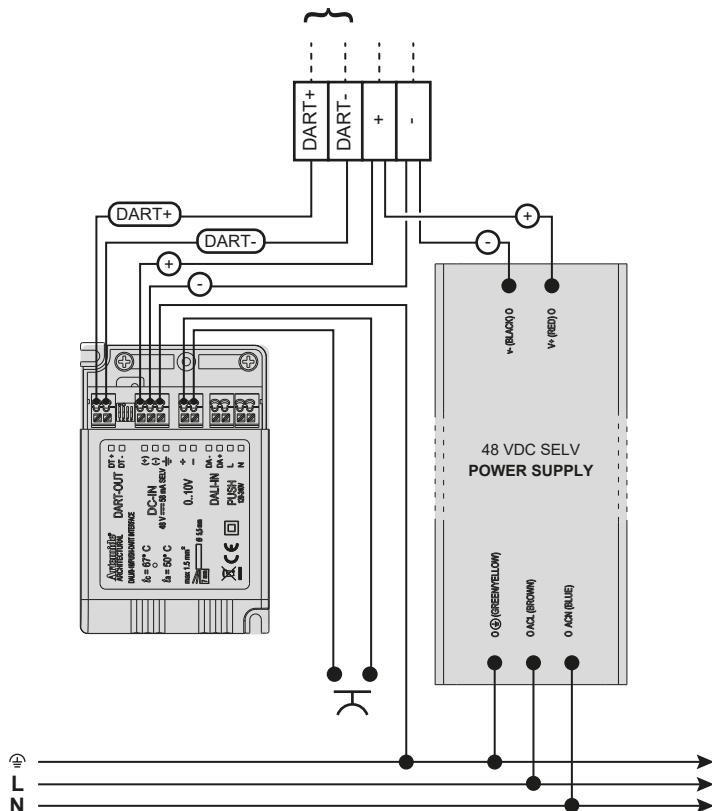 DART+
DART-
+
-
DART+
DART-
+
-
-
+
V- (BLACK) O
V+ (RED) O
48 VDC SELV
POWER SUPPLY
O (GREEN/YELLOW)
O ACL (BROWN)
O ACN (BLUE)
DT +
DT -
DART-OUT
(+)
(-)
DC-IN
48 V 58 mA SELV
+
-
0..10V
DA -
DA +
DALI-IN
L
N
PUSH
Artemide®
ARCHITECTURAL
tc = 67° C
ta = 50° C
max 1.5 mm²
CE
L
N